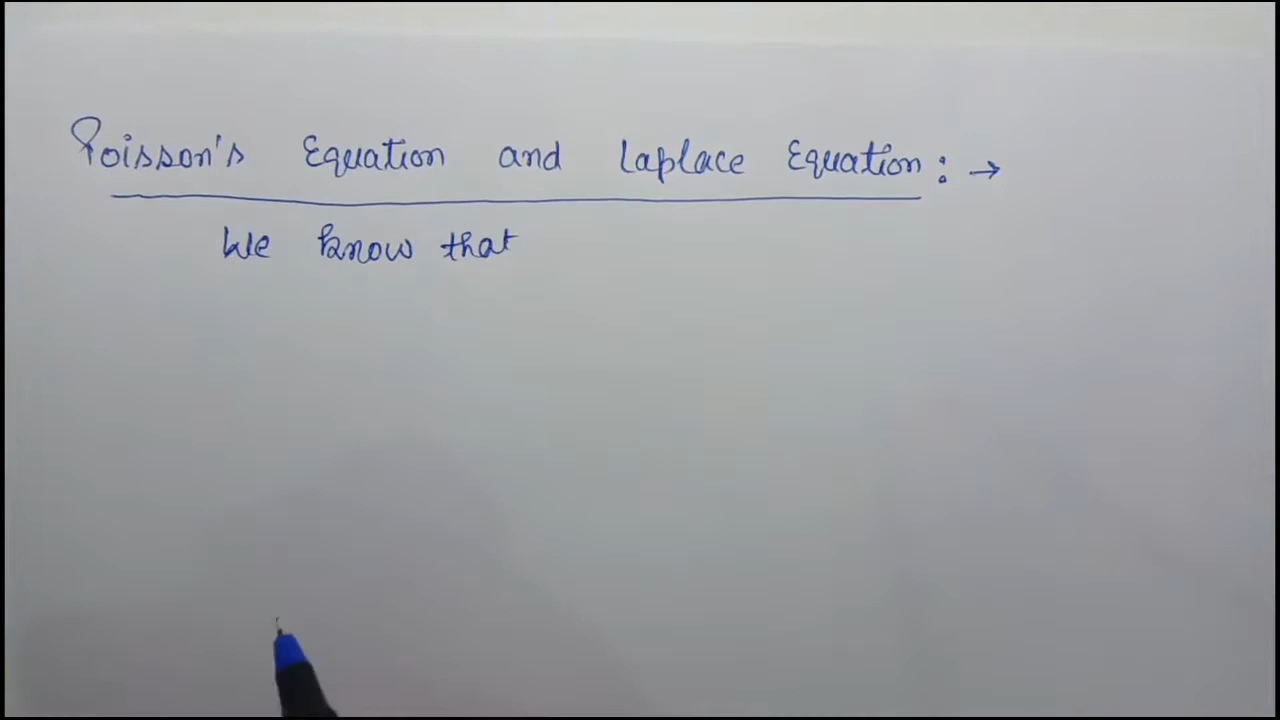 Poisson's Equation and Laplace Equation : →
We know that